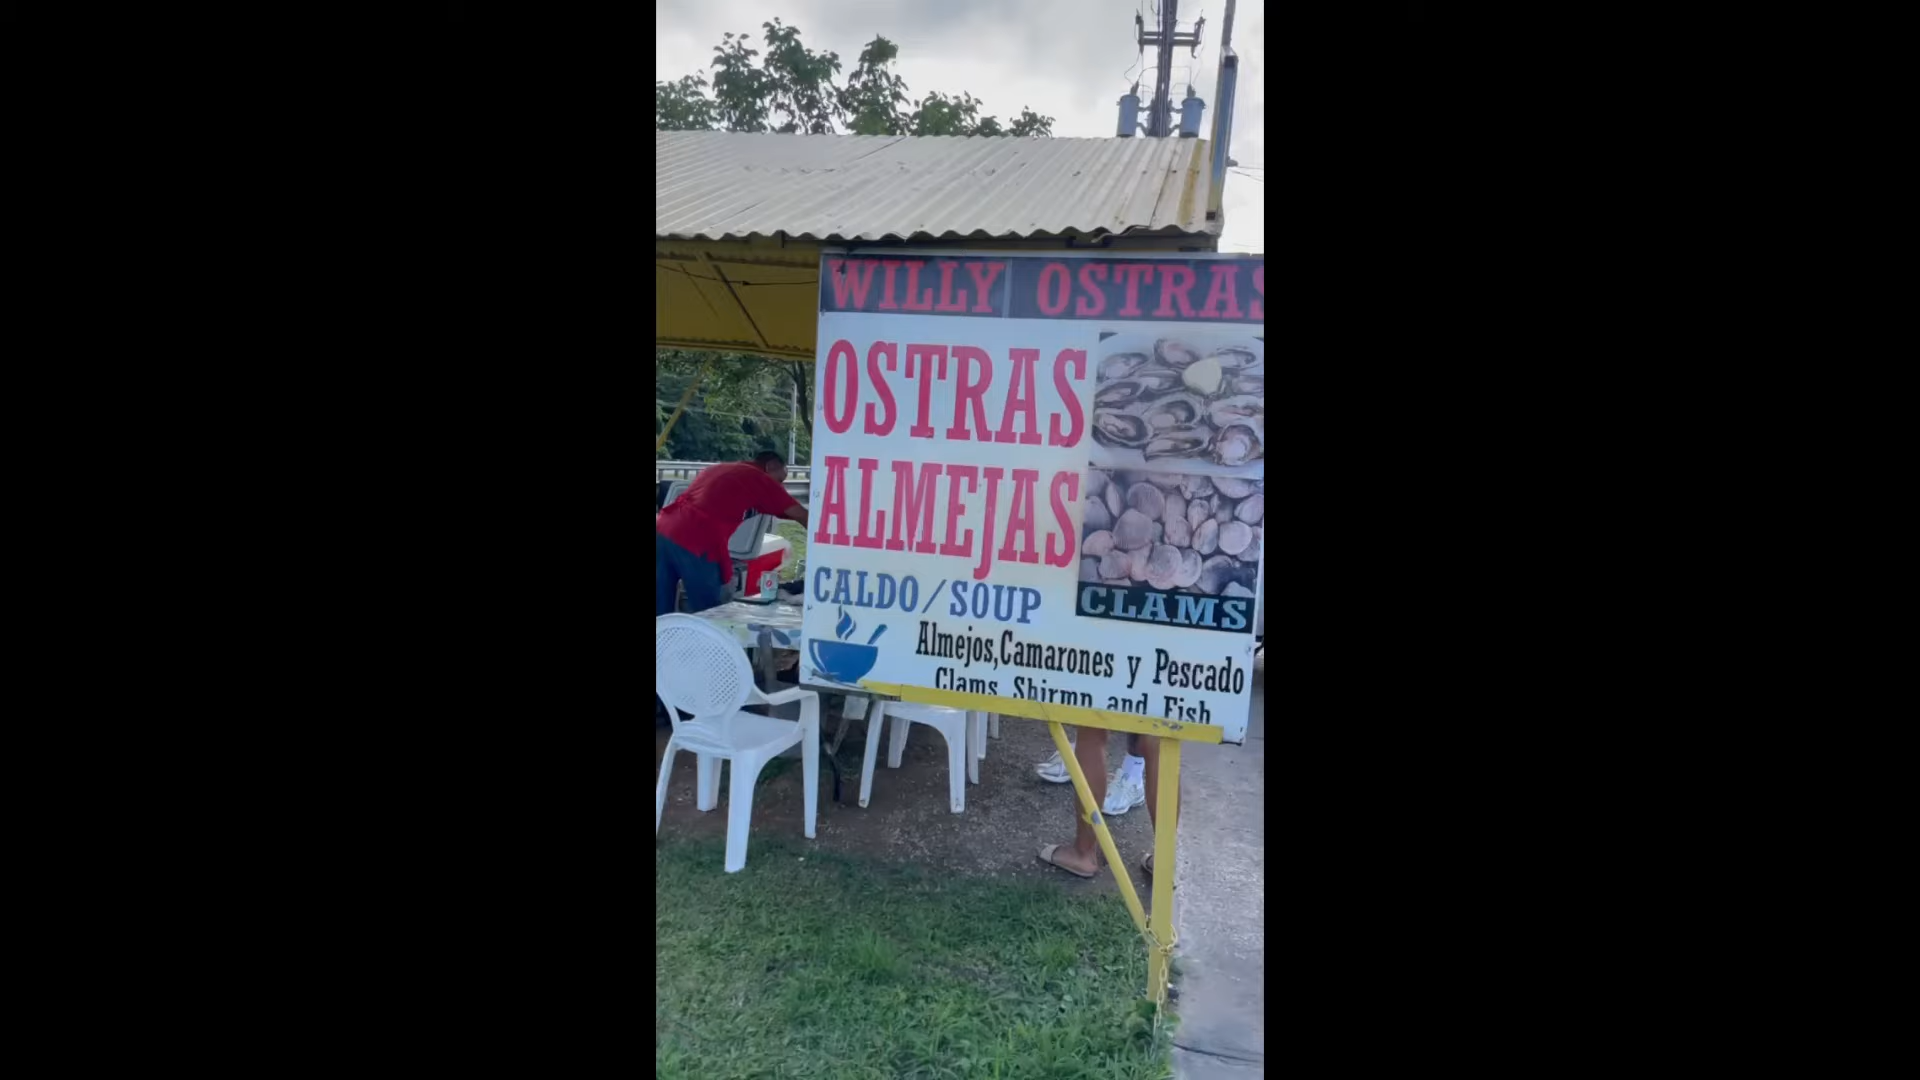 WILLY OSTRAS
OSTRAS
ALMEJAS
CALDO/SOUP
CLAMS
Almejos,Camarones y Pescado
Clams Shirmp and Fish